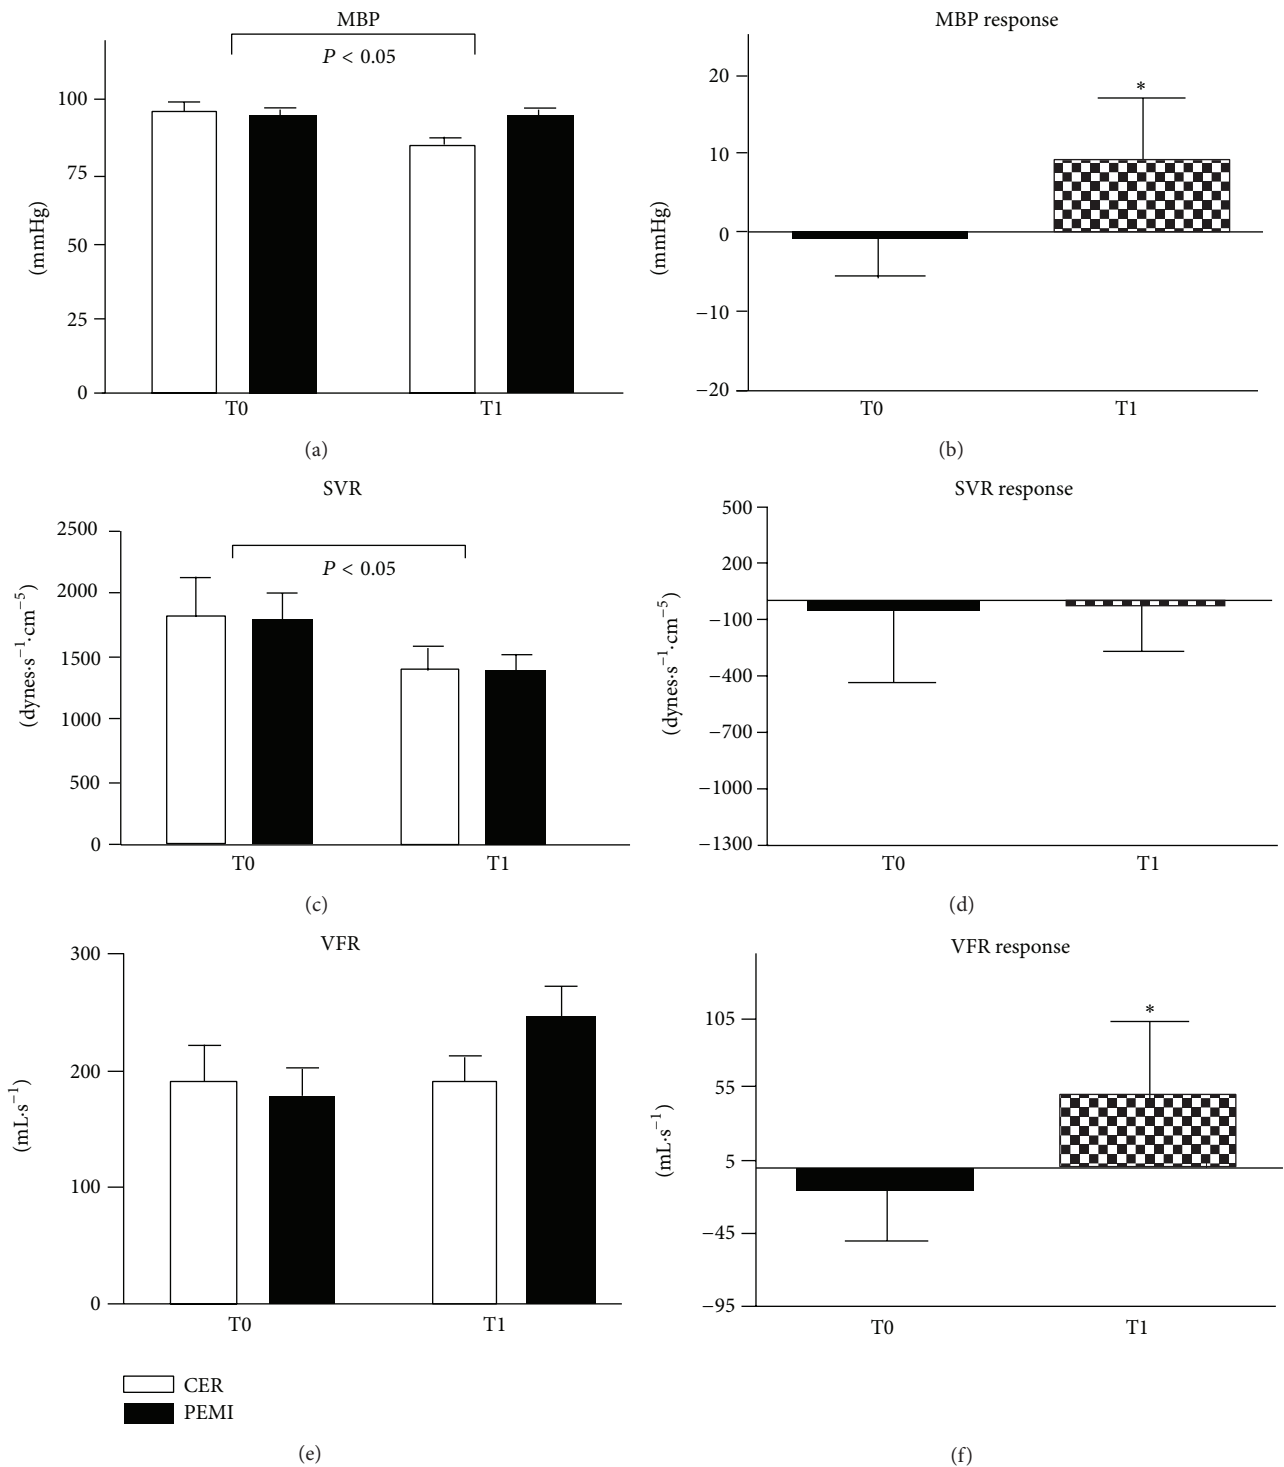 MBP
P < 0.05
100
75
50
25
0
(mmHg)
T0 T1
(a)
MBP response
20
10
0
−10
−20
(mmHg)
*
T0 T1
(b)
SVR
2500
2000
1500
1000
500
0
(dynes·s−1·cm−5)
P < 0.05
T0 T1
(c)
SVR response
500
200
−100
−400
−700
−1000
−1300
(dynes·s−1·cm−5)
T0 T1
(d)
VFR
300
200
100
0
(mL·s−1)
T0 T1
CER
PEMI
(e)
VFR response
105
55
5
−45
−95
(mL·s−1)
*
T0 T1
(f)